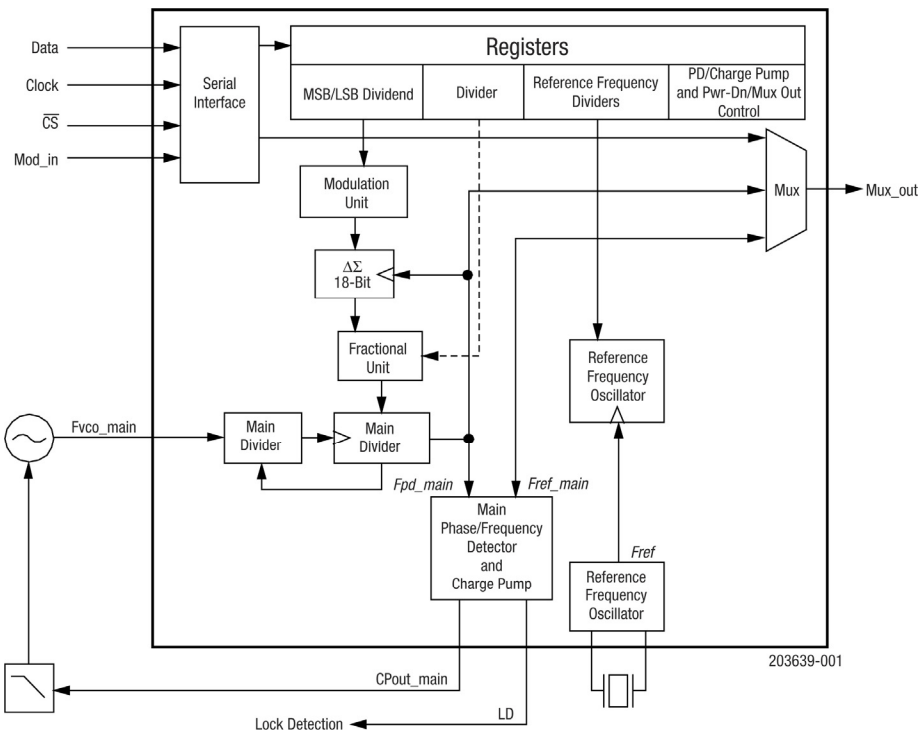 Data
Clock
CS
Mod_in
Serial
Interface
Registers
MSB/LSB Dividend
Divider
Reference Frequency
Dividers
PD/Charge Pump
and Pwr-Dn/Mux Out
Control
Modulation
Unit
Mux
Mux_out
ΔΣ
18-Bit
Fractional
Unit
Reference
Frequency
Oscillator
Fvco_main
Main
Divider
Main
Divider
Fpd_main
Fref_main
Main
Phase/Frequency
Detector
and
Charge Pump
Fref
Reference
Frequency
Oscillator
203639-001
CPout_main
LD
Lock Detection